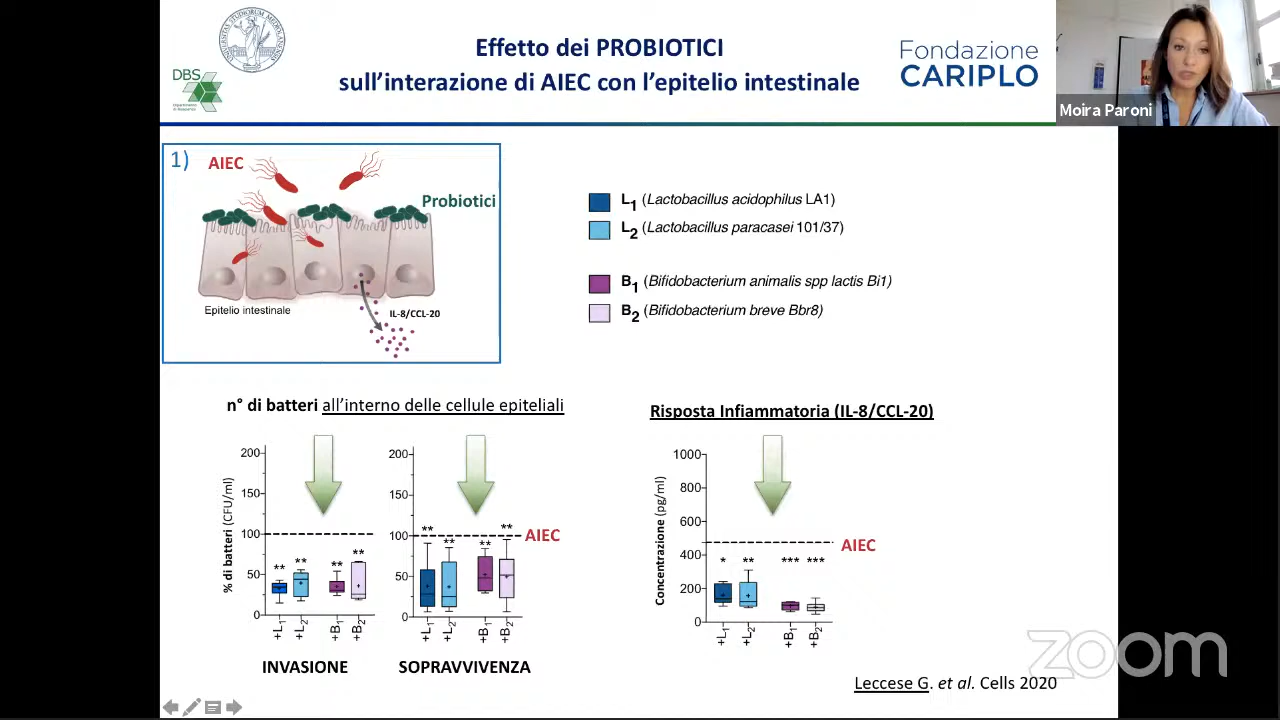 Effetto dei PROBIOTICI
sull'interazione di AIEC con l'epitelio intestinale
DBS
Fondazione
CARIPLO
Moira Paroni
1)
AIEC
Probiotici
Epitelio intestinale
IL-8/CCL-20
L1 (Lactobacillus acidophilus LA1)
L2 (Lactobacillus paracasei 101/37)
B1 (Bifidobacterium animalis spp lactis Bi1)
B2 (Bifidobacterium breve Bbr8)
n° di batteri all'interno delle cellule epiteliali
% di batteri (CFU/ml)
200
150
100
50
0
** ** ** **
+L1 +L2 +B1 +B2
INVASIONE
200
150
100
50
0
** ** ** **
AIEC
+L1 +L2 +B1 +B2
SOPRAVVIVENZA
Risposta Infiammatoria (IL-8/CCL-20)
Concentrazione (pg/ml)
1000
800
600
400
200
0
AIEC
* ** *** ***
+L1 +L2 +B1 +B2
zoom
Leccese G. et al. Cells 2020